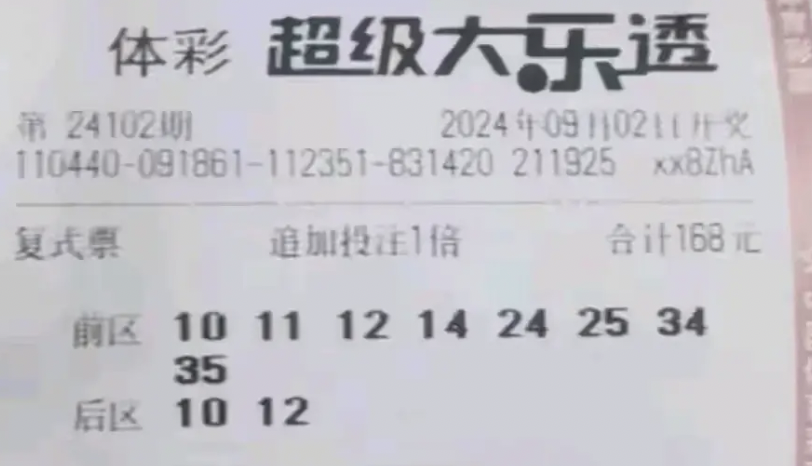 体彩 超级大乐透
第 24102期 2024年09月02日开奖
110440-091861-112351-831420 211925 xx8ZhA
复式票 追加投注1倍 合计168元
前区 10 11 12 14 24 25 34
35
后区 10 12